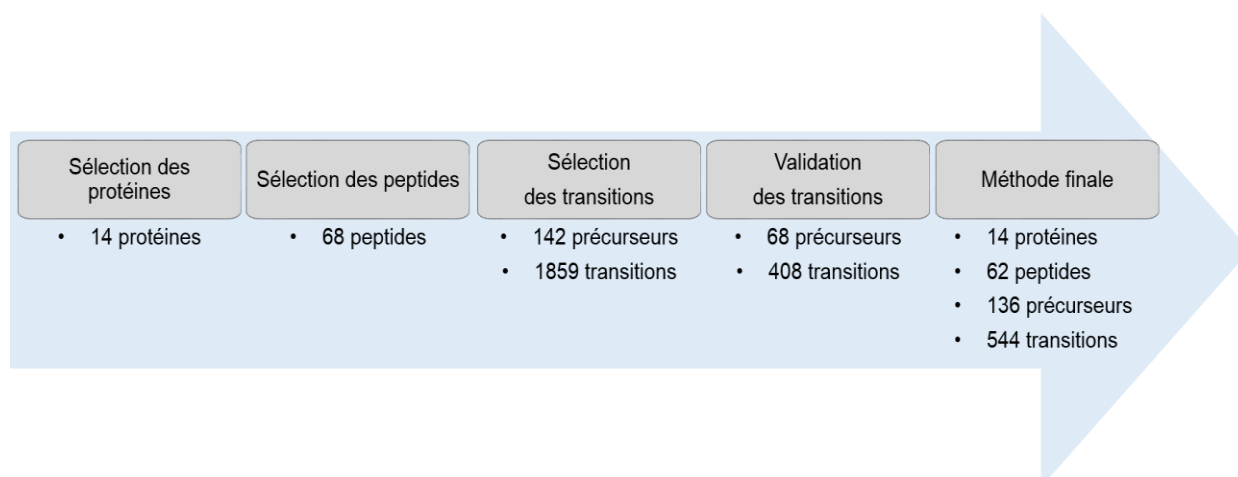 Sélection des
protéines
• 14 protéines
Sélection des peptides
• 68 peptides
Sélection
des transitions
• 142 précurseurs
• 1859 transitions
Validation
des transitions
• 68 précurseurs
• 408 transitions
Méthode finale
• 14 protéines
• 62 peptides
• 136 précurseurs
• 544 transitions